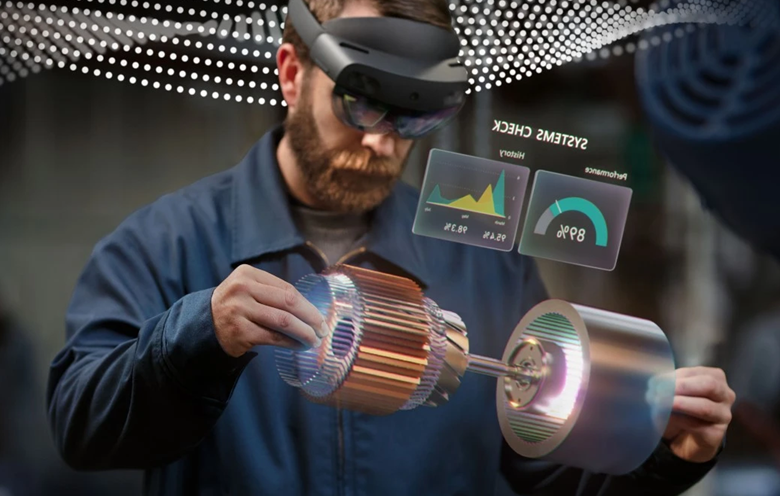 SYSTEMS CHECK
History
Performance
98.3%
95.4%
89%